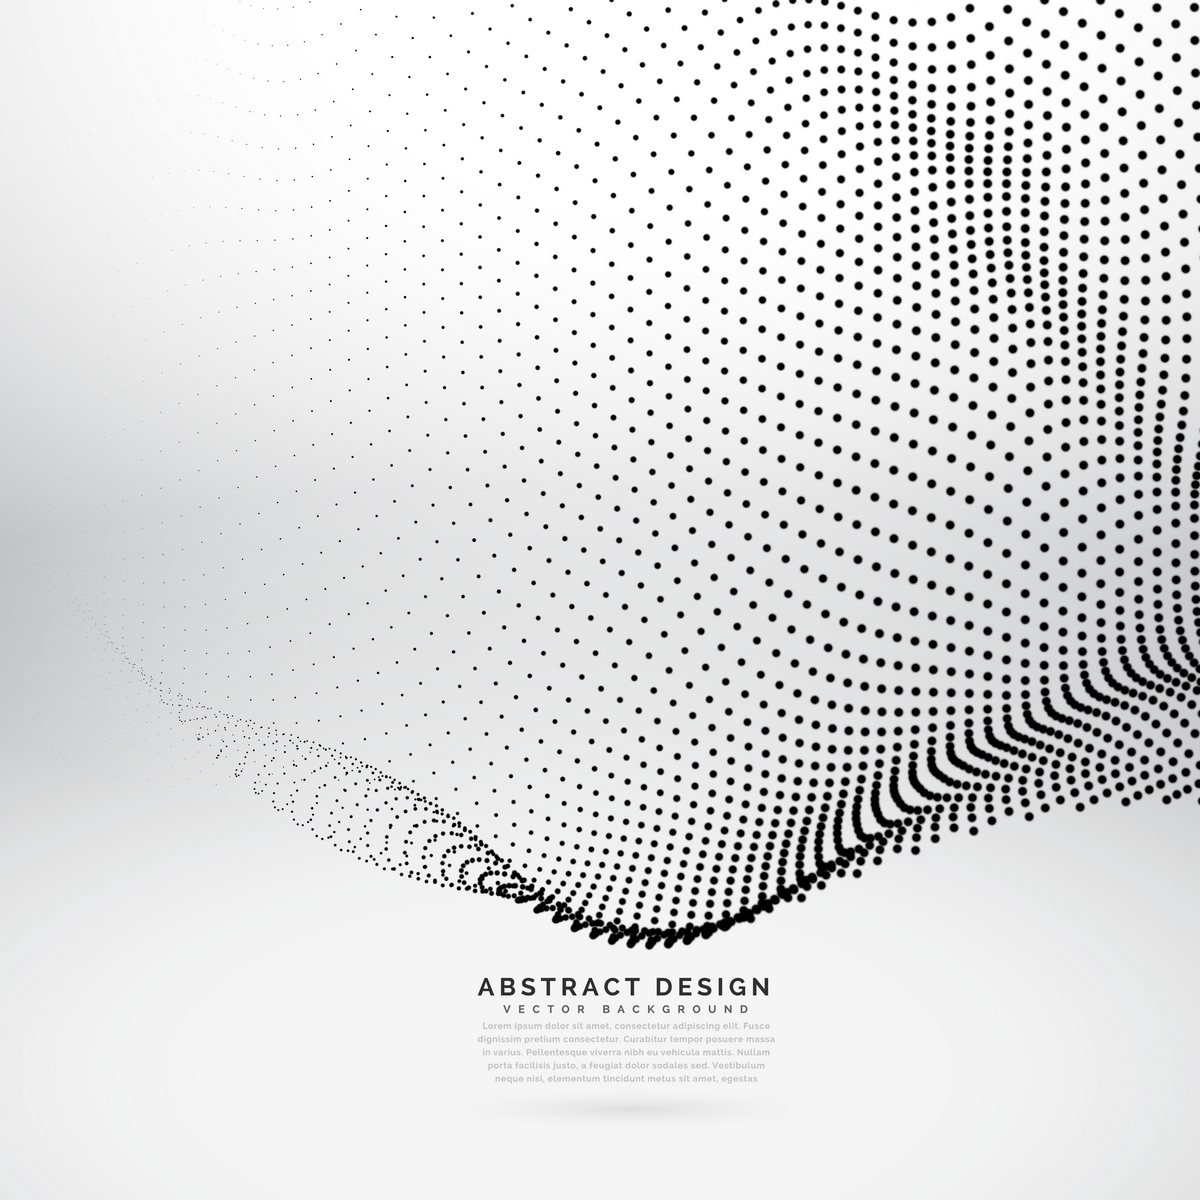 ABSTRACT DESIGN
VECTOR BACKGROUND
Lorem ipsum dolor sit amet, consectetur adipiscing elit. Fusce
dignissim pretium consectetur. Curabitur tempor posuere massa
in varius. Pellentesque viverra nibh eu vehicula mattis. Nullam
porta facilisis justo, a feugiat dolor sodales sed. Vestibulum
neque nisi, elementum tincidunt metus sit amet, egestas